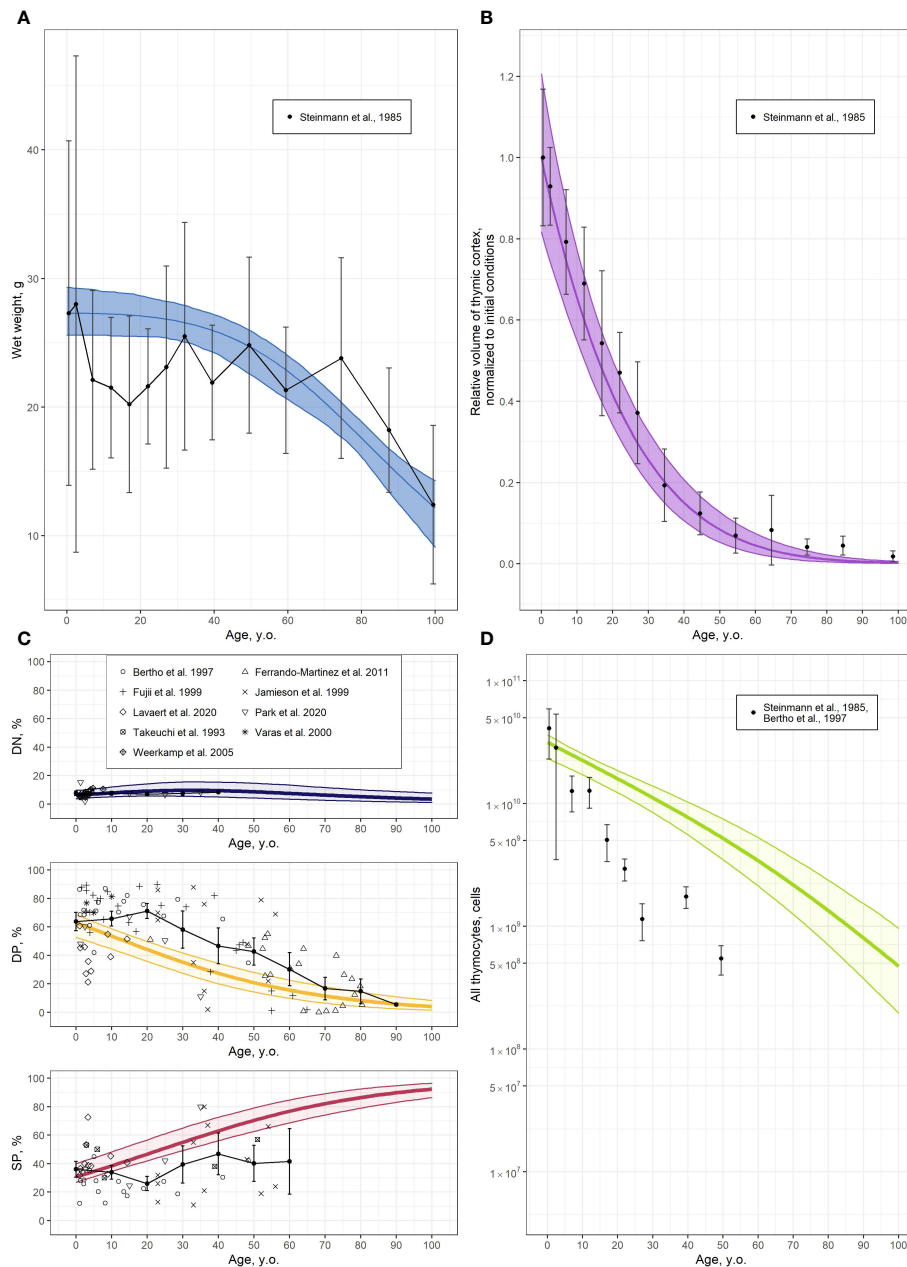 A
Steinmann et al., 1985
Wet weight, g
40
30
20
10
0 20 40 60 80 100
Age, y.o.
B
Steinmann et al., 1985
Relative volume of thymic cortex,
normalized to initial conditions
1.2
1.0
0.8
0.6
0.4
0.2
0.0
0 10 20 30 40 50 60 70 80 90 100
Age, y.o.
C
Bertho et al. 1997
Ferrando-Martinez et al. 2011
Fujii et al. 1999
Jamieson et al. 1999
Lavaert et al. 2020
Park et al. 2020
Takeuchi et al. 1993
Varas et al. 2000
Weerkamp et al. 2005
DN, %
100
80
60
40
20
0
0 10 20 30 40 50 60 70 80 90 100
Age, y.o.
DP, %
100
80
60
40
20
0
0 10 20 30 40 50 60 70 80 90 100
Age, y.o.
SP, %
100
80
60
40
20
0
0 10 20 30 40 50 60 70 80 90 100
Age, y.o.
D
Steinmann et al., 1985,
Bertho et al., 1997
All thymocytes, cells
1 × 10¹¹
5 × 10¹⁰
1 × 10¹⁰
5 × 10⁹
1 × 10⁹
5 × 10⁸
1 × 10⁸
5 × 10⁷
1 × 10⁷
0 10 20 30 40 50 60 70 80 90 100
Age, y.o.